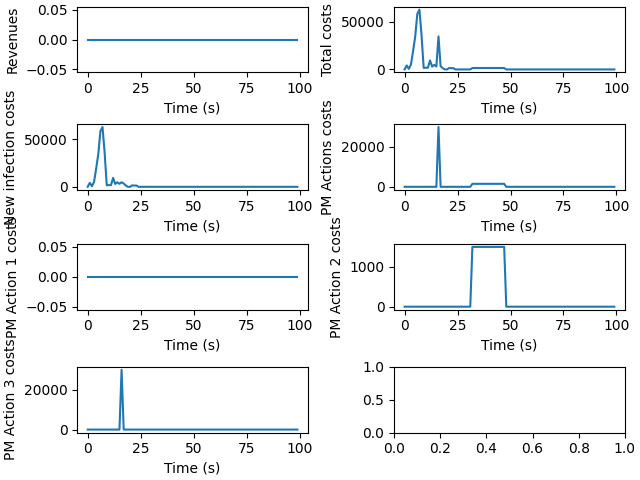 Revenues
0.05
0.00
−0.05
0 25 50 75 100
Time (s)
Total costs
50000
0
0 25 50 75 100
Time (s)
New infection costs
50000
0
0 25 50 75 100
Time (s)
PM Actions costs
20000
0
0 25 50 75 100
Time (s)
PM Action 1 costs
0.05
0.00
−0.05
0 25 50 75 100
Time (s)
PM Action 2 costs
1000
0
0 25 50 75 100
Time (s)
PM Action 3 costs
20000
0
0 25 50 75 100
Time (s)
1.0
0.5
0.0
0.0 0.2 0.4 0.6 0.8 1.0